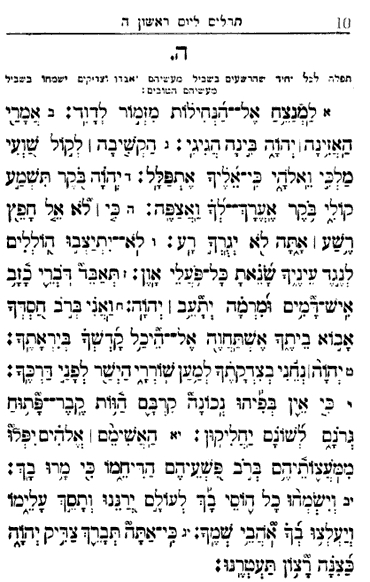 תהלים ליום ראשון ה 10
ה.
תפלה לכל יחיד שהרשעים בשביל מעשיהם יאבדו וצדיקים ישמחו בשביל
מעשיהם הטובים:
א לַמְנַצֵּחַ אֶל־הַנְּחִילוֹת מִזְמוֹר לְדָוִד: ב אֲמָרַי
הַאֲזִינָה | יְהוָה בִּינָה הֲגִיגִי: ג הַקְשִׁיבָה | לְקוֹל שַׁוְעִי
מַלְכִּי וֵאלֹהָי כִּי־אֵלֶיךָ אֶתְפַּלָּל: ד יְהוָה בֹּקֶר תִּשְׁמַע
קוֹלִי בֹּקֶר אֶעֱרָךְ־לְךָ וַאֲצַפֶּה: ה כִּי | לֹא אֵל חָפֵץ
רֶשַׁע | אָתָּה לֹא יְגֻרְךָ רָע: ו לֹא־יִתְיַצְּבוּ הוֹלְלִים
לְנֶגֶד עֵינֶיךָ שָׂנֵאתָ כָּל־פֹּעֲלֵי אָוֶן: ז תְּאַבֵּד דֹּבְרֵי כָזָב
אִישׁ־דָּמִים וּמִרְמָה יְתָעֵב | יְהוָה: ח וַאֲנִי בְּרֹב חַסְדְּךָ
אָבוֹא בֵיתֶךָ אֶשְׁתַּחֲוֶה אֶל־הֵיכַל קָדְשְׁךָ בְּיִרְאָתֶךָ:
ט יְהוָה | נְחֵנִי בְצִדְקָתֶךָ לְמַעַן שׁוֹרְרָי הַיְשַׁר לְפָנַי דַּרְכֶּךָ:
י כִּי אֵין בְּפִיהוּ נְכוֹנָה קִרְבָּם הַוּוֹת קֶבֶר־פָּתוּחַ
גְּרֹנָם לְשׁוֹנָם יַחֲלִיקוּן: יא הַאֲשִׁימֵם | אֱלֹהִים יִפְּלוּ
מִמֹּעֲצוֹתֵיהֶם בְּרֹב פִּשְׁעֵיהֶם הַדִּיחֵמוֹ כִּי מָרוּ בָךְ:
יב וְיִשְׂמְחוּ כָל חוֹסֵי בָךְ לְעוֹלָם יְרַנֵּנוּ וְתָסֵךְ עָלֵימוֹ
וְיַעְלְצוּ בְךָ אֹהֲבֵי שְׁמֶךָ: יג כִּי־אַתָּה תְּבָרֵךְ צַדִּיק יְהוָה
כַּצִּנָּה רָצוֹן תַּעְטְרֶנּוּ: